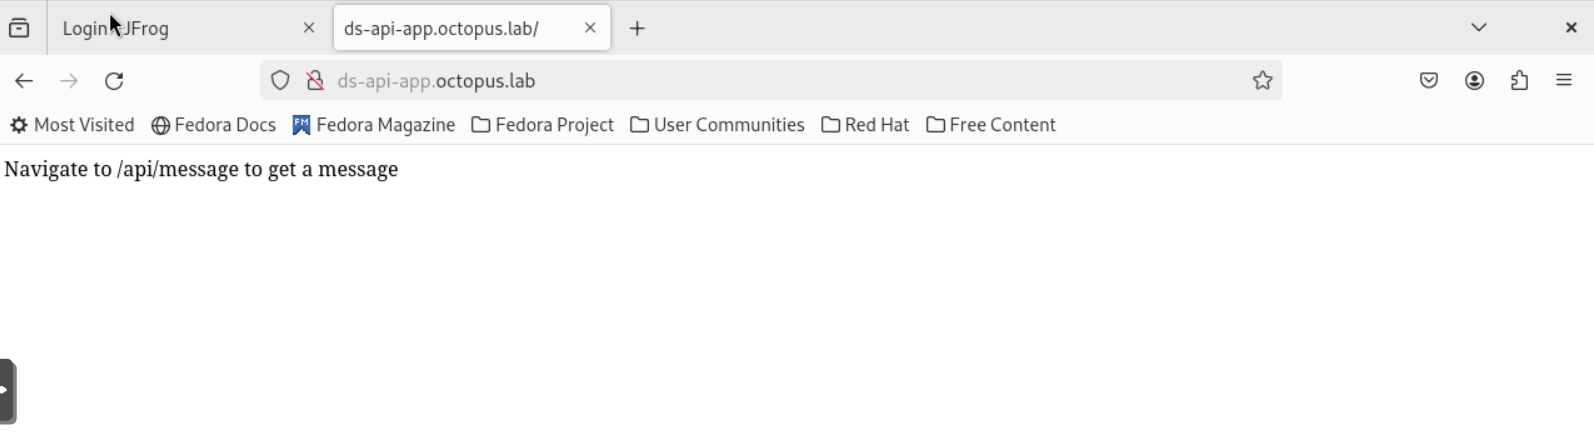 Login - JFrog
ds-api-app.octopus.lab/
ds-api-app.octopus.lab
Most Visited Fedora Docs FM Fedora Magazine Fedora Project User Communities Red Hat Free Content
Navigate to /api/message to get a message